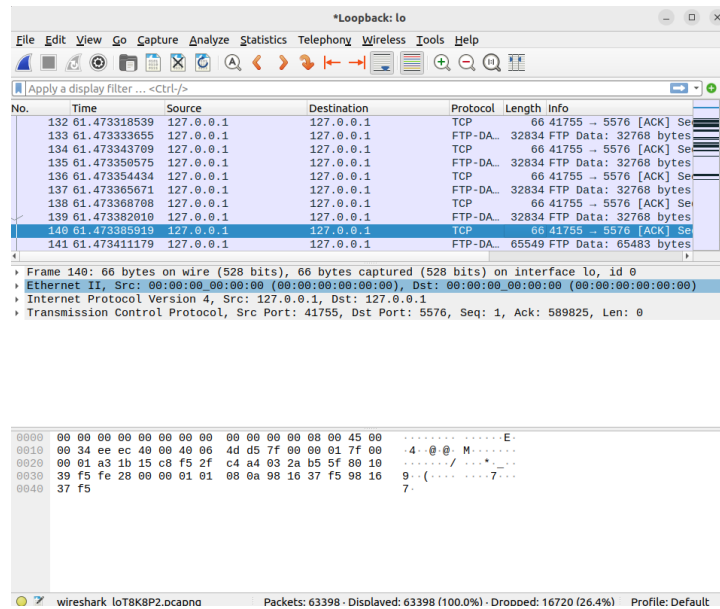 *Loopback: lo
File Edit View Go Capture Analyze Statistics Telephony Wireless Tools Help
Apply a display filter ... <Ctrl-/>
No. Time Source Destination Protocol Length Info
132 61.473318539 127.0.0.1 127.0.0.1 TCP 66 41755 → 5576 [ACK] Se
133 61.473333655 127.0.0.1 127.0.0.1 FTP-DA… 32834 FTP Data: 32768 bytes
134 61.473343709 127.0.0.1 127.0.0.1 TCP 66 41755 → 5576 [ACK] Se
135 61.473350575 127.0.0.1 127.0.0.1 FTP-DA… 32834 FTP Data: 32768 bytes
136 61.473354434 127.0.0.1 127.0.0.1 TCP 66 41755 → 5576 [ACK] Se
137 61.473365671 127.0.0.1 127.0.0.1 FTP-DA… 32834 FTP Data: 32768 bytes
138 61.473368708 127.0.0.1 127.0.0.1 TCP 66 41755 → 5576 [ACK] Se
139 61.473382010 127.0.0.1 127.0.0.1 FTP-DA… 32834 FTP Data: 32768 bytes
140 61.473385919 127.0.0.1 127.0.0.1 TCP 66 41755 → 5576 [ACK] Se
141 61.473411179 127.0.0.1 127.0.0.1 FTP-DA… 65549 FTP Data: 65483 bytes
Frame 140: 66 bytes on wire (528 bits), 66 bytes captured (528 bits) on interface lo, id 0
Ethernet II, Src: 00:00:00_00:00:00 (00:00:00:00:00:00), Dst: 00:00:00_00:00:00 (00:00:00:00:00:00)
Internet Protocol Version 4, Src: 127.0.0.1, Dst: 127.0.0.1
Transmission Control Protocol, Src Port: 41755, Dst Port: 5576, Seq: 1, Ack: 589825, Len: 0
0000 00 00 00 00 00 00 00 00 00 00 00 00 08 00 45 00 ········ ······E·
0010 00 34 ee ec 40 00 40 06 4d d5 7f 00 00 01 7f 00 ·4··@·@· M·······
0020 00 01 a3 1b 15 c8 f5 2f c4 a4 03 2a b5 5f 80 10 ·······/ ···*·_··
0030 39 f5 fe 28 00 00 01 01 08 0a 98 16 37 f5 98 16 9··(···· ····7···
0040 37 f5 7·
wireshark_loT8K8P2.pcapng Packets: 63398 · Displayed: 63398 (100.0%) · Dropped: 16720 (26.4%) Profile: Default